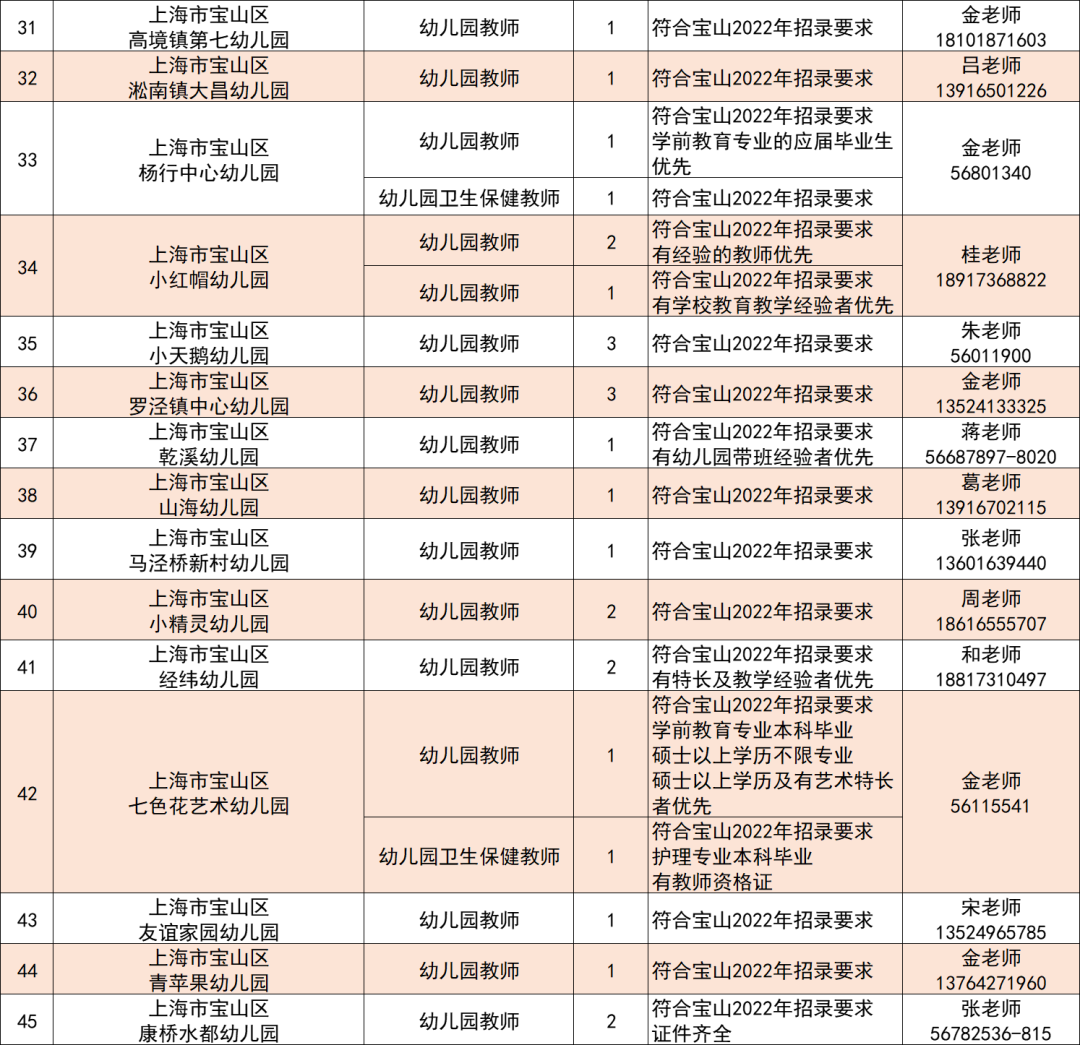 31
上海市宝山区
高境镇第七幼儿园
幼儿园教师
1
符合宝山2022年招录要求
金老师
18101871603
32
上海市宝山区
淞南镇大昌幼儿园
幼儿园教师
1
符合宝山2022年招录要求
吕老师
13916501226
33
上海市宝山区
杨行中心幼儿园
幼儿园教师
1
符合宝山2022年招录要求
学前教育专业的应届毕业生
优先
幼儿园卫生保健教师
1
符合宝山2022年招录要求
金老师
56801340
34
上海市宝山区
小红帽幼儿园
幼儿园教师
2
符合宝山2022年招录要求
有经验的教师优先
幼儿园教师
1
符合宝山2022年招录要求
有学校教育教学经验者优先
桂老师
18917368822
35
上海市宝山区
小天鹅幼儿园
幼儿园教师
3
符合宝山2022年招录要求
朱老师
56011900
36
上海市宝山区
罗泾镇中心幼儿园
幼儿园教师
3
符合宝山2022年招录要求
金老师
13524133325
37
上海市宝山区
乾溪幼儿园
幼儿园教师
1
符合宝山2022年招录要求
有幼儿园带班经验者优先
蒋老师
56687897-8020
38
上海市宝山区
山海幼儿园
幼儿园教师
1
符合宝山2022年招录要求
葛老师
13916702115
39
上海市宝山区
马泾桥新村幼儿园
幼儿园教师
1
符合宝山2022年招录要求
张老师
13601639440
40
上海市宝山区
小精灵幼儿园
幼儿园教师
2
符合宝山2022年招录要求
周老师
18616555707
41
上海市宝山区
经纬幼儿园
幼儿园教师
2
符合宝山2022年招录要求
有特长及教学经验者优先
和老师
18817310497
42
上海市宝山区
七色花艺术幼儿园
幼儿园教师
1
符合宝山2022年招录要求
学前教育专业本科毕业
硕士以上学历不限专业
硕士以上学历及有艺术特长
者优先
幼儿园卫生保健教师
1
符合宝山2022年招录要求
护理专业本科毕业
有教师资格证
金老师
56115541
43
上海市宝山区
友谊家园幼儿园
幼儿园教师
1
符合宝山2022年招录要求
宋老师
13524965785
44
上海市宝山区
青苹果幼儿园
幼儿园教师
1
符合宝山2022年招录要求
金老师
13764271960
45
上海市宝山区
康桥水都幼儿园
幼儿园教师
2
符合宝山2022年招录要求
证件齐全
张老师
56782536-815